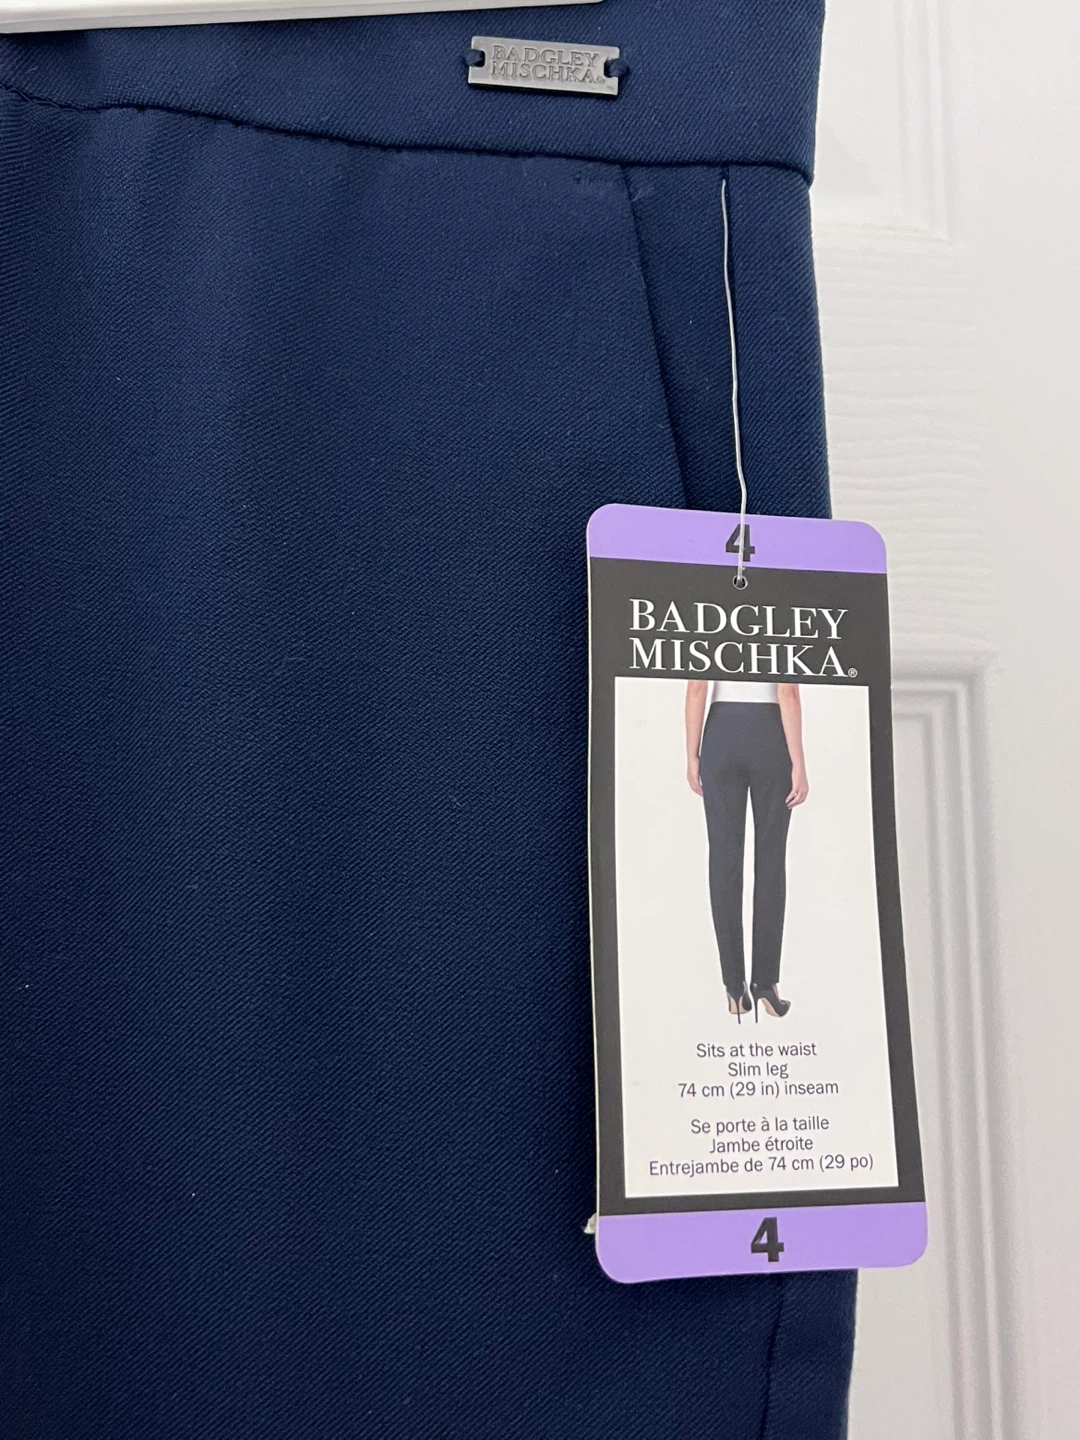 BADGLEY
MISCHKA®
4
BADGLEY
MISCHKA®
Sits at the waist
Slim leg
74 cm (29 in) inseam
Se porte à la taille
Jambe étroite
Entrejambe de 74 cm (29 po)
4